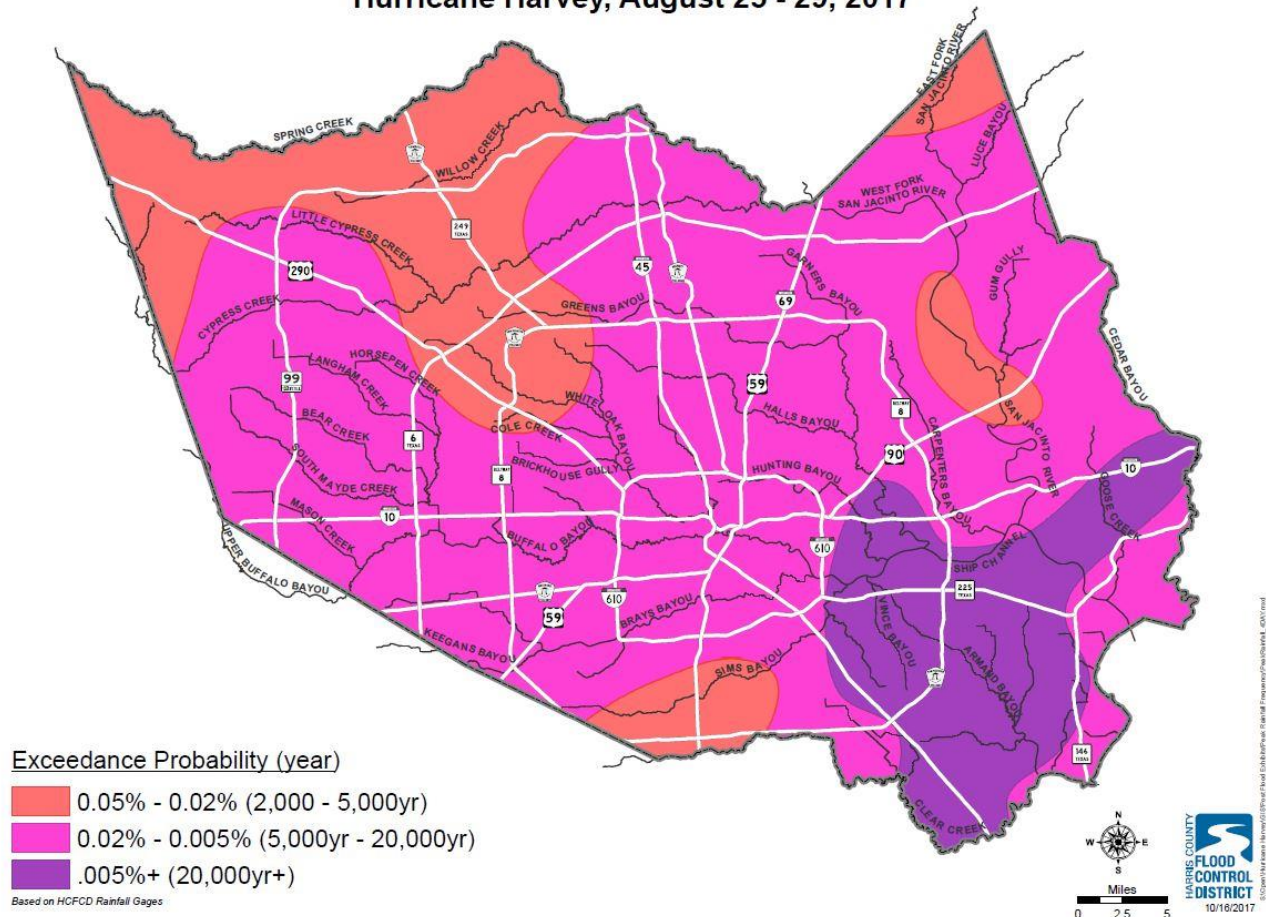 Hurricane Harvey, August 25 - 29, 2017
EAST FORK
SAN JACINTO RIVER
SPRING CREEK
WILLOW CREEK
LUCE BAYOU
WEST FORK
SAN JACINTO RIVER
LITTLE CYPRESS CREEK
249
TEXAS
290
45
GARNERS BAYOU
GUM GULLY
69
CYPRESS CREEK
GREENS BAYOU
CEDAR BAYOU
HORSEPEN CREEK
LANGHAM CREEK
99
59
WHITE OAK BAYOU
HALLS BAYOU
BELTWAY
8
SAN JACINTO RIVER
BEAR CREEK
6
TEXAS
COLE CREEK
CARPENTERS BAYOU
90
SOUTH MAYDE CREEK
BELTWAY
8
BRICKHOUSE GULLY
HUNTING BAYOU
10
GOOSE CREEK
MASON CREEK
10
BUFFALO BAYOU
610
SHIP CHANNEL
UPPER BUFFALO BAYOU
610
225
TEXAS
59
BRAYS BAYOU
VINCE BAYOU
KEEGANS BAYOU
SIMS BAYOU
ARMAND BAYOU
146
TEXAS
CLEAR CREEK
Exceedance Probability (year)
0.05% - 0.02% (2,000 - 5,000yr)
0.02% - 0.005% (5,000yr - 20,000yr)
.005%+ (20,000yr+)
Based on HCFCD Rainfall Gages
N
W E
S
Miles
0 2.5 5
HARRIS COUNTY
FLOOD
CONTROL
DISTRICT
10/16/2017